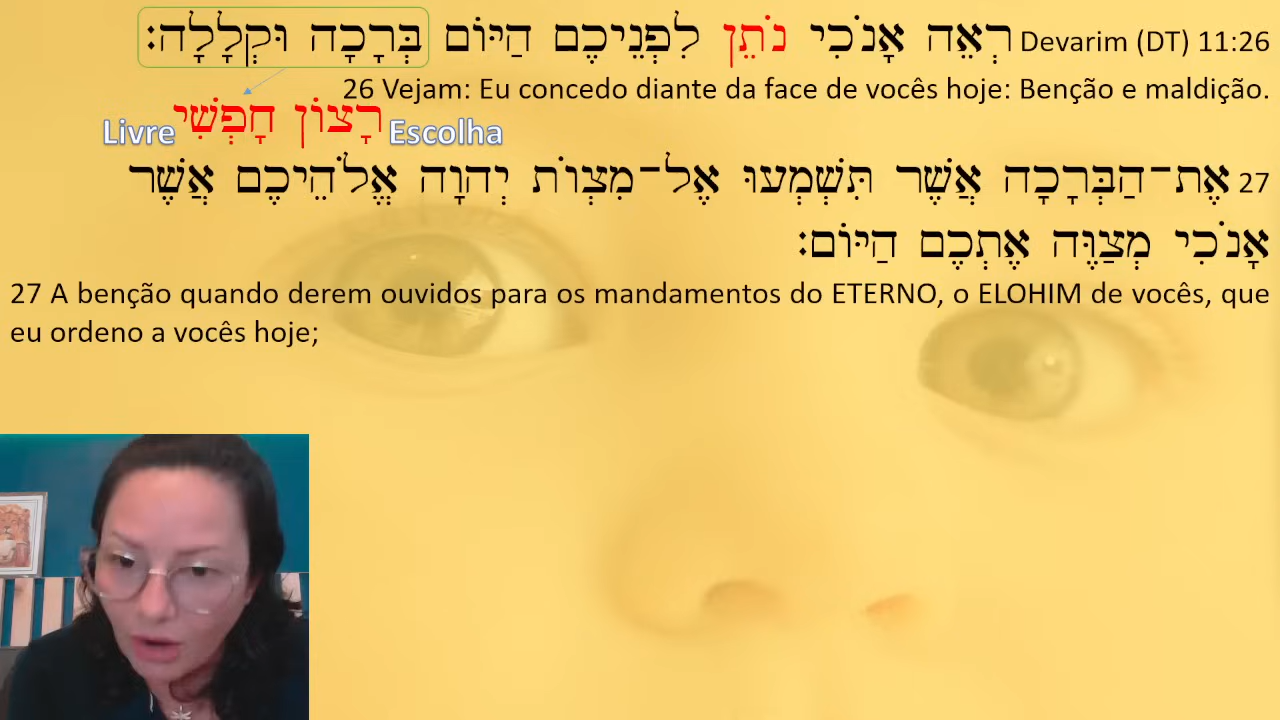 רְאֵה אָנֹכִי נֹתֵן לִפְנֵיכֶם הַיּוֹם בְּרָכָה וּקְלָלָה׃ Devarim (DT) 11:26
26 Vejam: Eu concedo diante da face de vocês hoje: Benção e maldição.
Livre רָצוֹן חָפְשִׁי Escolha
27 אֶת־הַבְּרָכָה אֲשֶׁר תִּשְׁמְעוּ אֶל־מִצְוֺת יְהוָה אֱלֹהֵיכֶם אֲשֶׁר
אָנֹכִי מְצַוֶּה אֶתְכֶם הַיּוֹם׃
27 A benção quando derem ouvidos para os mandamentos do ETERNO, o ELOHIM de vocês, que
eu ordeno a vocês hoje;